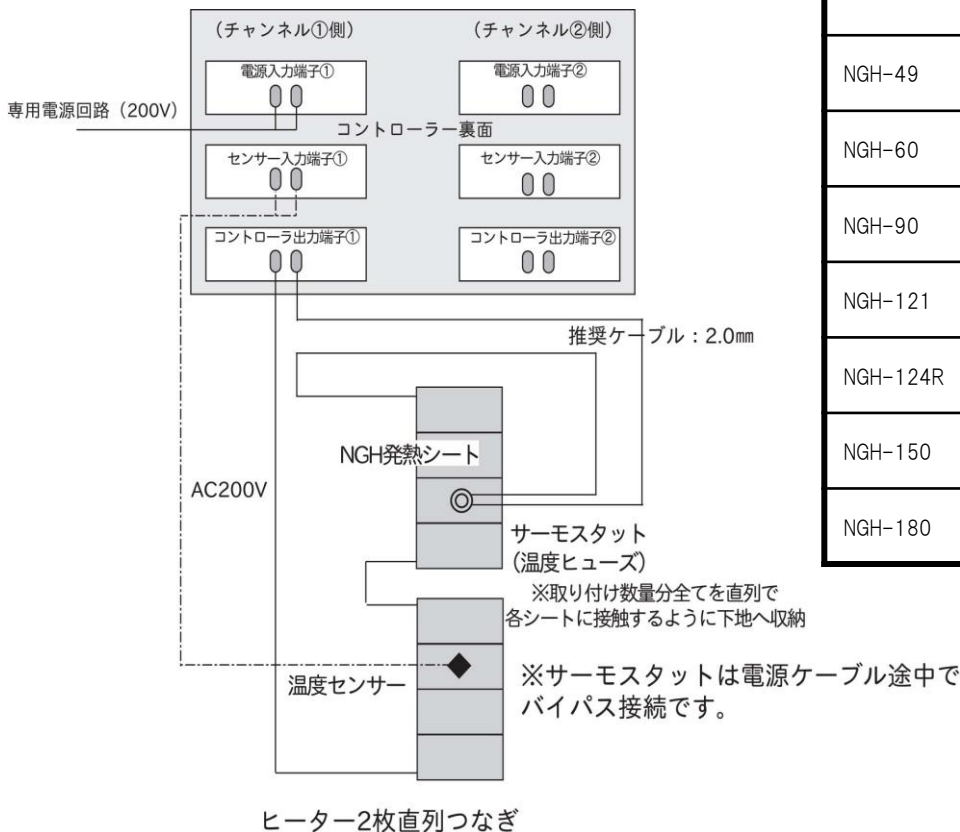 (チャンネル①側)
(チャンネル②側)
電源入力端子①
電源入力端子②
専用電源回路(200V)
コントローラー裏面
センサー入力端子①
センサー入力端子②
コントローラ出力端子①
コントローラ出力端子②
推奨ケーブル:2.0㎜
NGH発熱シート
AC200V
サーモスタット
(温度ヒューズ)
※取り付け数量分全てを直列で
各シートに接触するように下地へ収納
温度センサー
※サーモスタットは電源ケーブル途中で
バイパス接続です。
ヒーター2枚直列つなぎ
NGH-49
NGH-60
NGH-90
NGH-121
NGH-124R
NGH-150
NGH-180